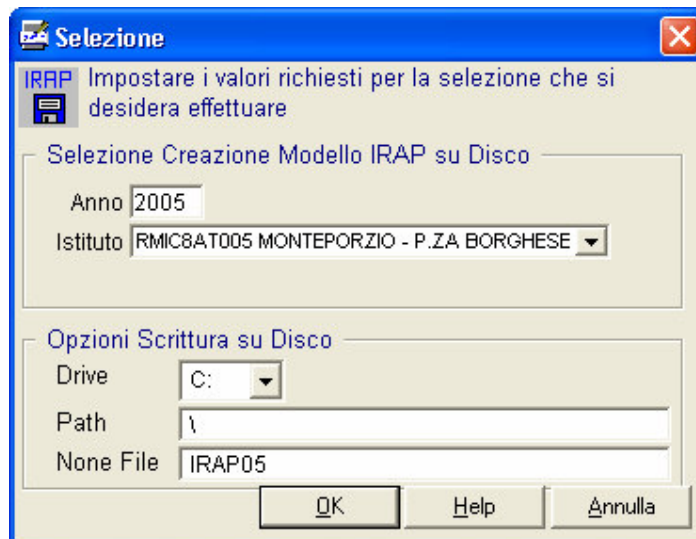 Selezione
IRAP Impostare i valori richiesti per la selezione che si
desidera effettuare
Selezione Creazione Modello IRAP su Disco
Anno 2005
Istituto RMIC8AT005 MONTEPORZIO - P.ZA BORGHESE
Opzioni Scrittura su Disco
Drive C:
Path \
None File IRAP05
OK Help Annulla